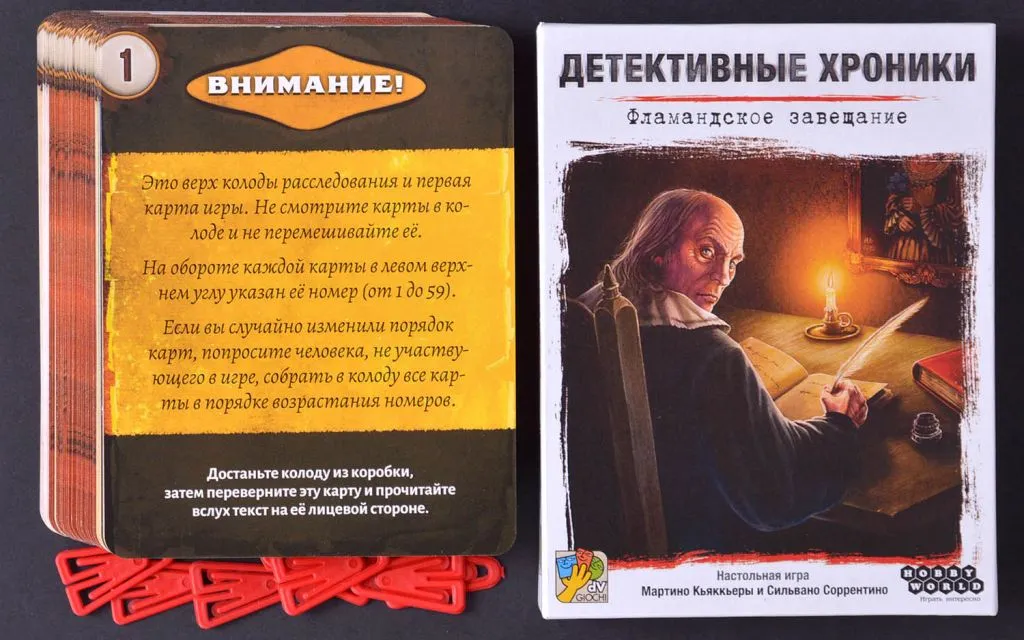 1
ВНИМАНИЕ!
Это верх колоды расследования и первая
карта игры. Не смотрите карты в ко-
лоде и не перемешивайте её.
На обороте каждой карты в левом верх-
нем углу указан её номер (от 1 до 59).
Если вы случайно изменили порядок
карт, попросите человека, не участву-
ющего в игре, собрать в колоду все кар-
ты в порядке возрастания номеров.
Достаньте колоду из коробки,
затем переверните эту карту и прочитайте
вслух текст на её лицевой стороне.
ДЕТЕКТИВНЫЕ ХРОНИКИ
Фламандское завещание
dV
GIOCHI
Настольная игра
Мартино Кьяккьеры и Сильвано Соррентино
HOBBY
WORLD
Играть интересно